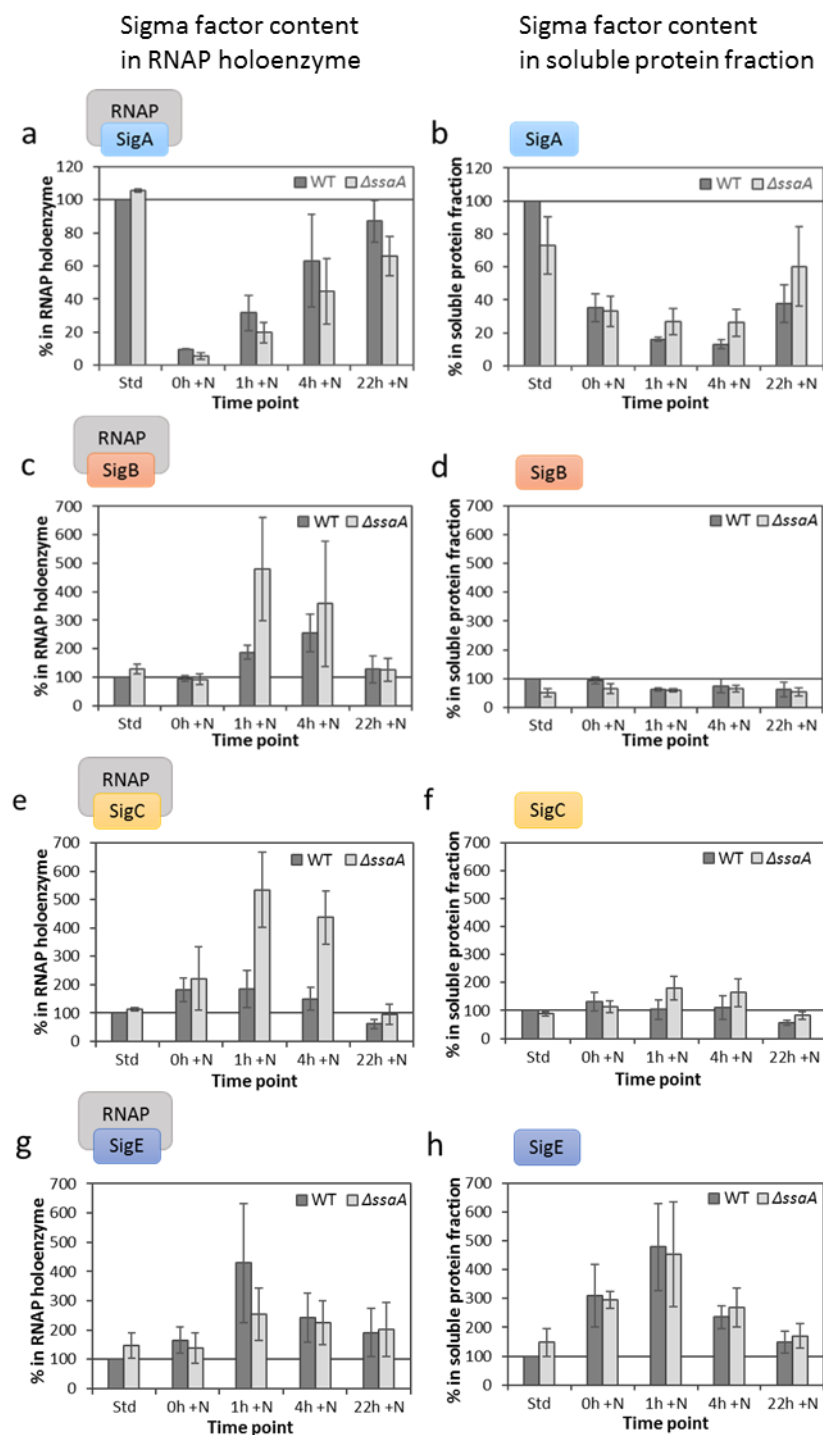 Sigma factor content
in RNAP holoenzyme
Sigma factor content
in soluble protein fraction
a
RNAP
SigA
% in RNAP holoenzyme
120
100
80
60
40
20
0
WT ΔssaA
Std 0h +N 1h +N 4h +N 22h +N
Time point
b
SigA
% in soluble protein fraction
120
100
80
60
40
20
0
WT ΔssaA
Std 0h +N 1h +N 4h +N 22h +N
Time point
c
RNAP
SigB
% in RNAP holoenzyme
700
600
500
400
300
200
100
0
WT ΔssaA
Std 0h +N 1h +N 4h +N 22h +N
Time point
d
SigB
% in soluble protein fraction
700
600
500
400
300
200
100
0
WT ΔssaA
Std 0h +N 1h +N 4h +N 22h +N
Time point
e
RNAP
SigC
% in RNAP holoenzyme
700
600
500
400
300
200
100
0
WT ΔssaA
Std 0h +N 1h +N 4h +N 22h +N
Time point
f
SigC
% in soluble protein fraction
700
600
500
400
300
200
100
0
WT ΔssaA
Std 0h +N 1h +N 4h +N 22h +N
Time point
g
RNAP
SigE
% in RNAP holoenzyme
700
600
500
400
300
200
100
0
WT ΔssaA
Std 0h +N 1h +N 4h +N 22h +N
Time point
h
SigE
% in soluble protein fraction
700
600
500
400
300
200
100
0
WT ΔssaA
Std 0h +N 1h +N 4h +N 22h +N
Time point